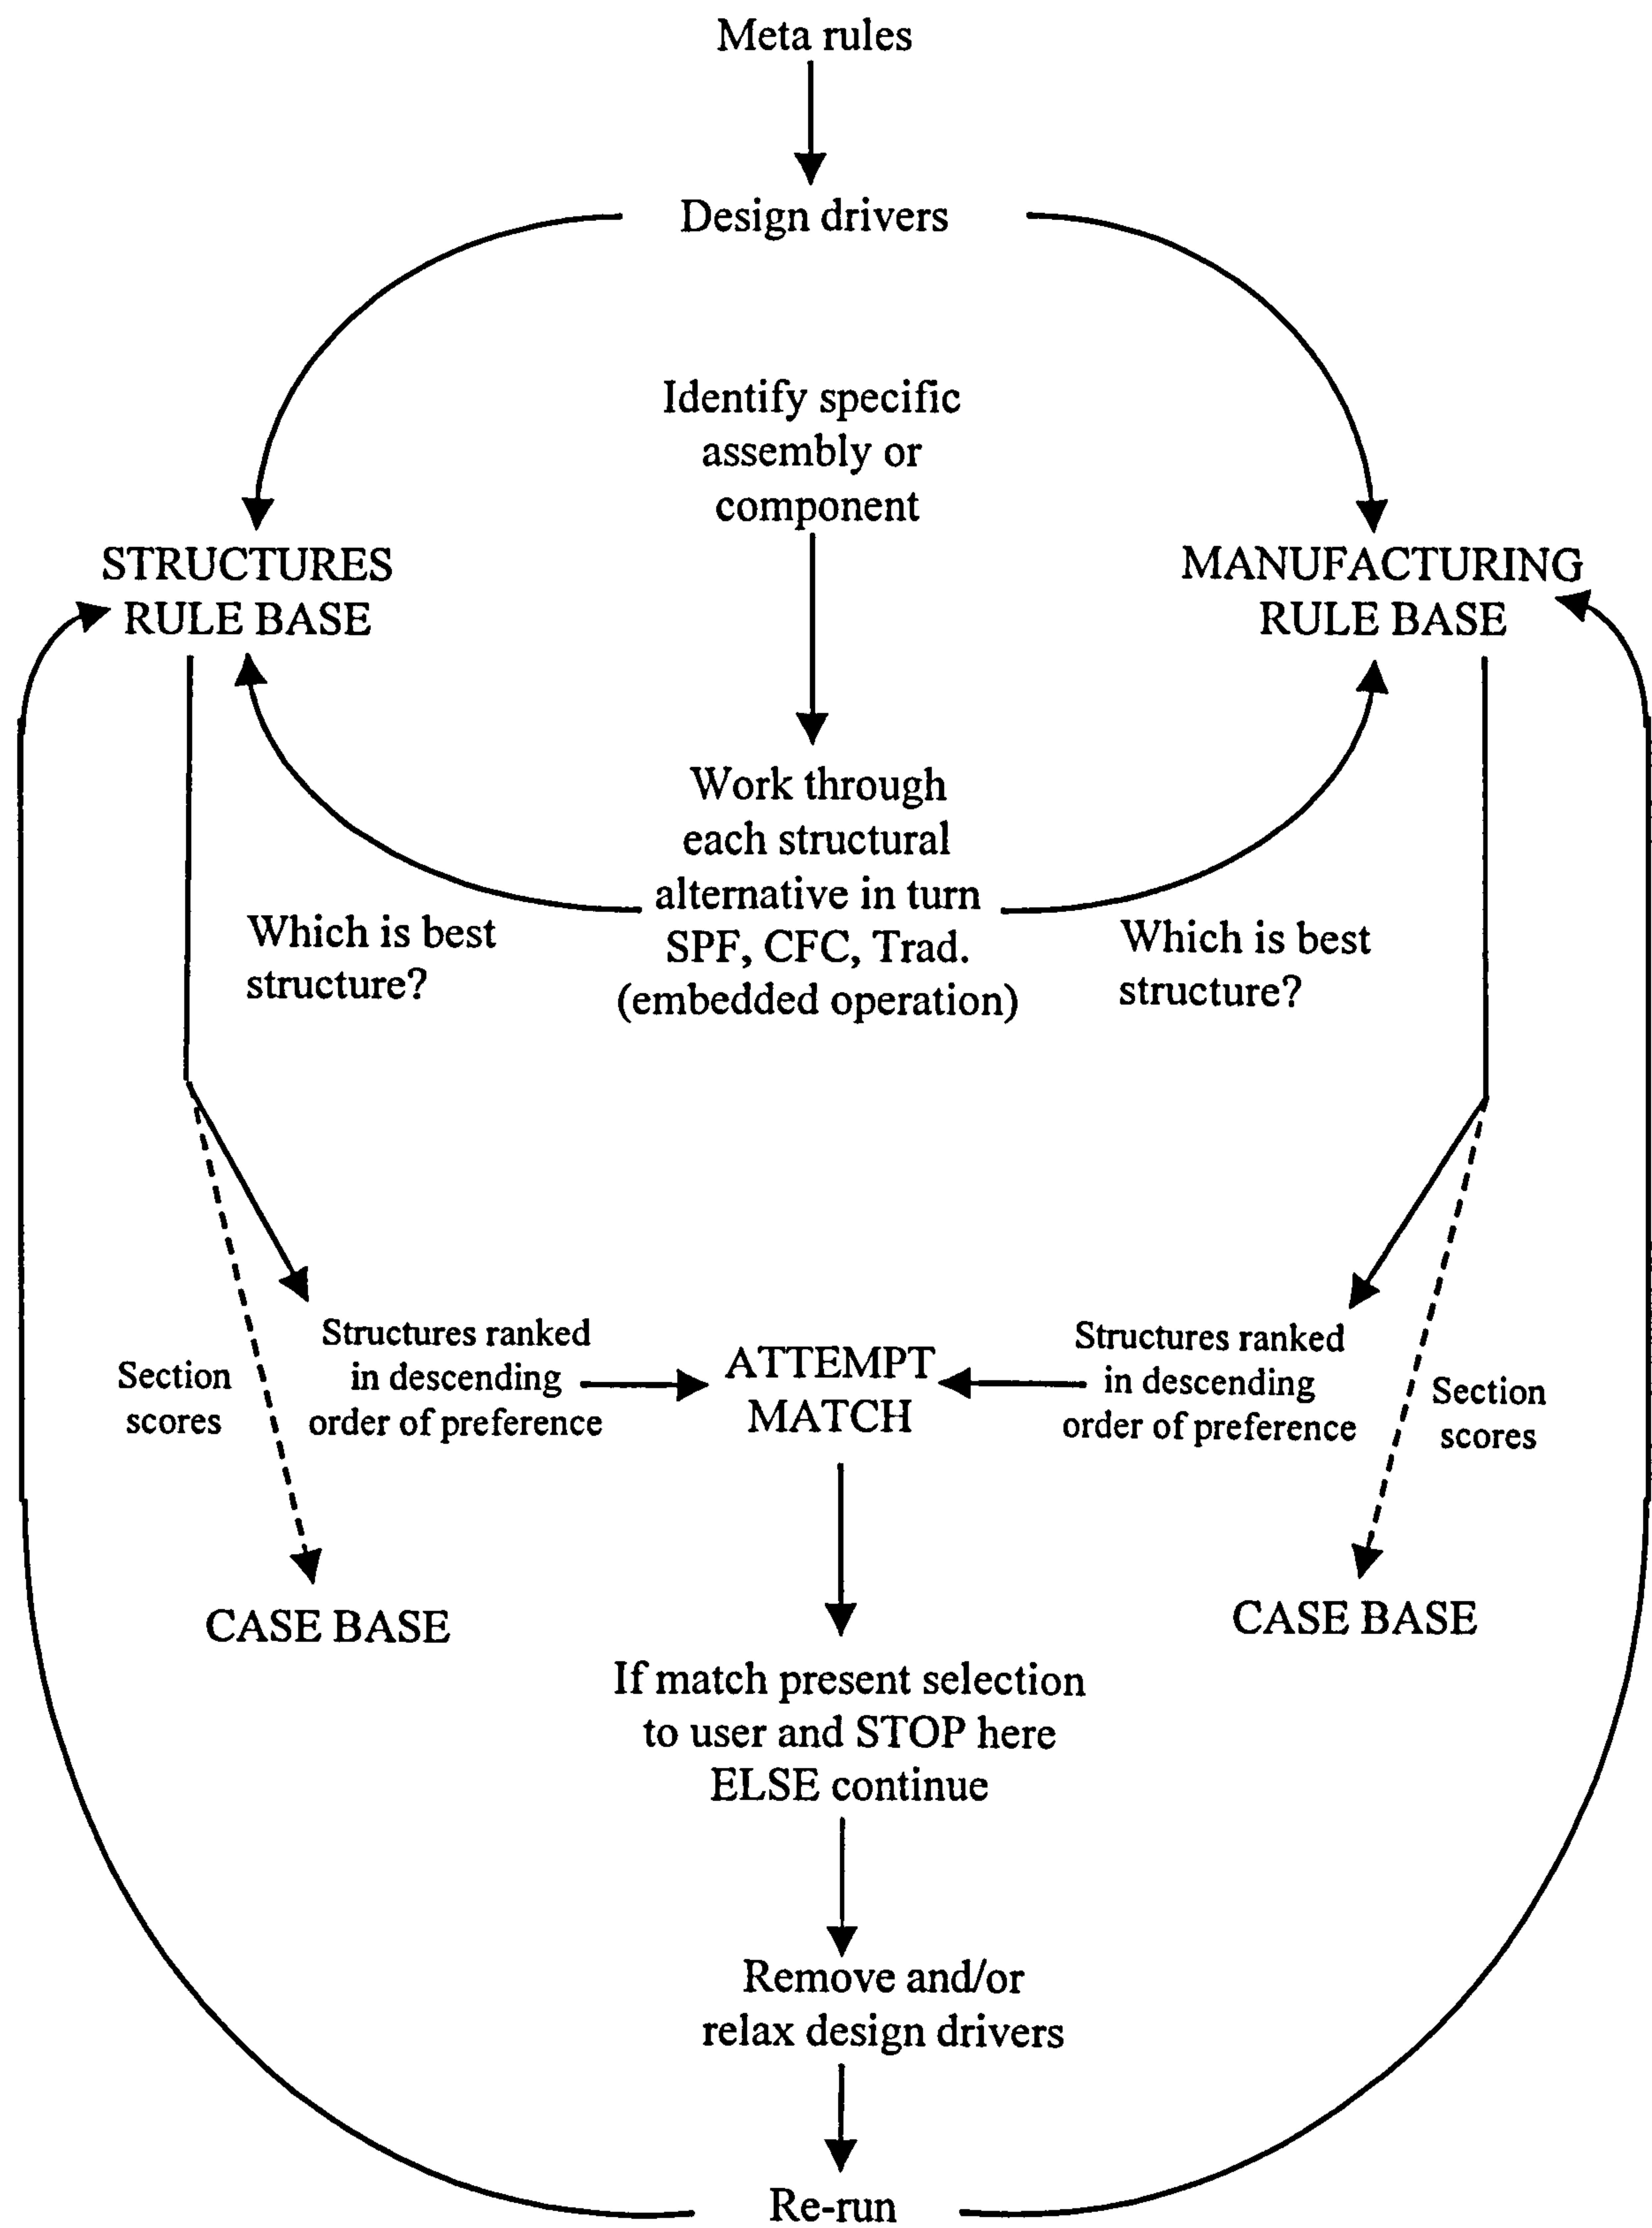 Meta rules
Design drivers
Identify specific
assembly or
component
STRUCTURES
RULE BASE
MANUFACTURING
RULE BASE
Work through
each structural
alternative in turn
SPF, CFC, Trad.
(embedded operation)
Which is best
structure?
Which is best
structure?
Section
scores
Structures ranked
in descending
order of preference
ATTEMPT
MATCH
Structures ranked
in descending
order of preference
Section
scores
CASE BASE
CASE BASE
If match present selection
to user and STOP here
ELSE continue
Remove and/or
relax design drivers
Re-run